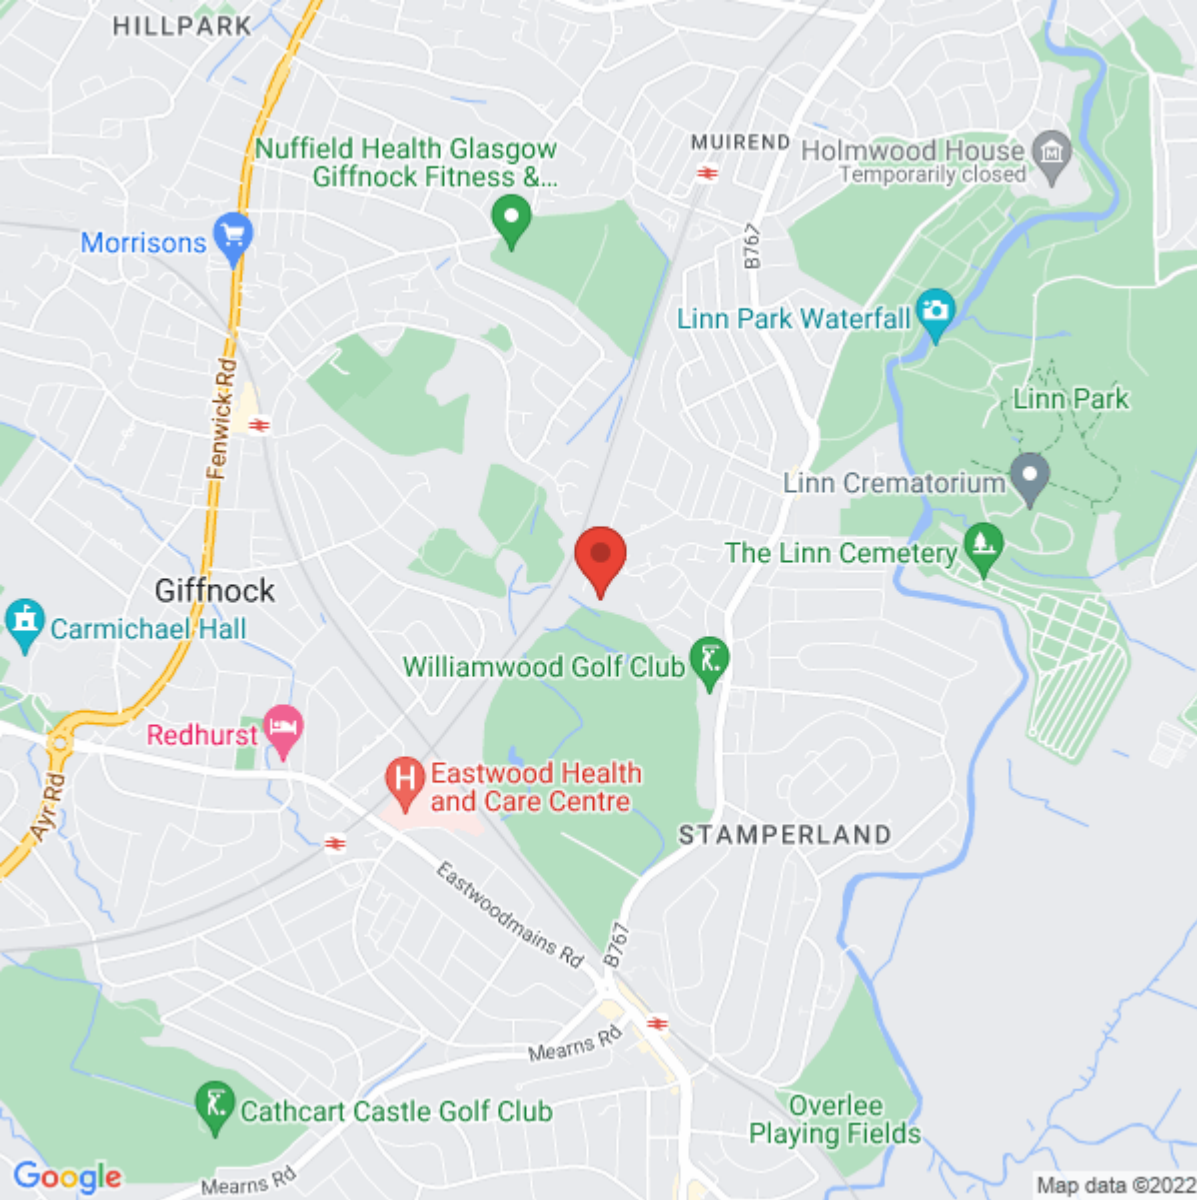 HILLPARK
Nuffield Health Glasgow
Giffnock Fitness &...
MUIREND
Holmwood House
Temporarily closed
Morrisons
B767
Linn Park Waterfall
Fenwick Rd
Linn Park
Linn Crematorium
The Linn Cemetery
Giffnock
Carmichael Hall
Williamwood Golf Club
Redhurst
H
Eastwood Health
and Care Centre
Ayr Rd
STAMPERLAND
Eastwoodmains Rd
B767
Mearns Rd
Cathcart Castle Golf Club
Overlee
Playing Fields
Google
Mearns Rd
Map data ©2022